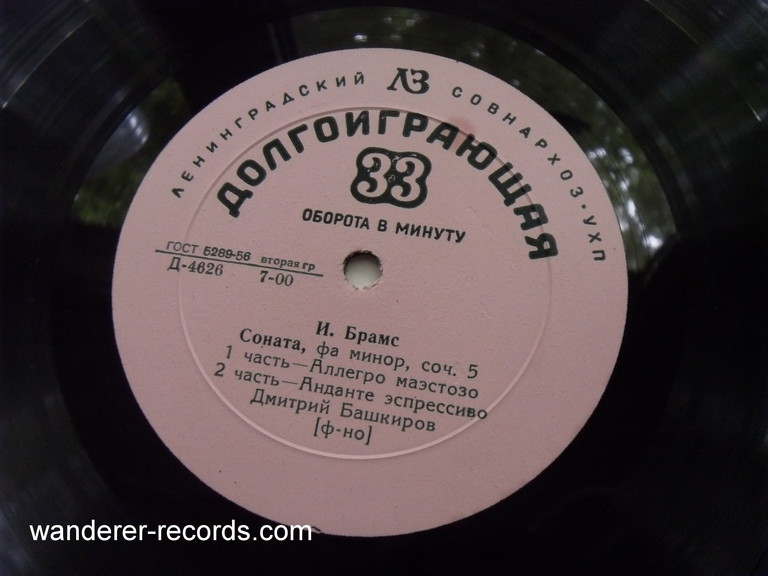 ЛЕНИНГРАДСКИЙ ЛЗ СОВНАРХОЗ·УХП
ДОЛГОИГРАЮЩАЯ
33
ОБОРОТА В МИНУТУ
ГОСТ 5289-56 вторая гр
Д-4626 7-00
И. Брамс
Соната, фа минор, соч. 5
1 часть—Аллегро маэстозо
2 часть—Анданте эспрессиво
Дмитрий Башкиров
[ф-но]
wanderer-records.com